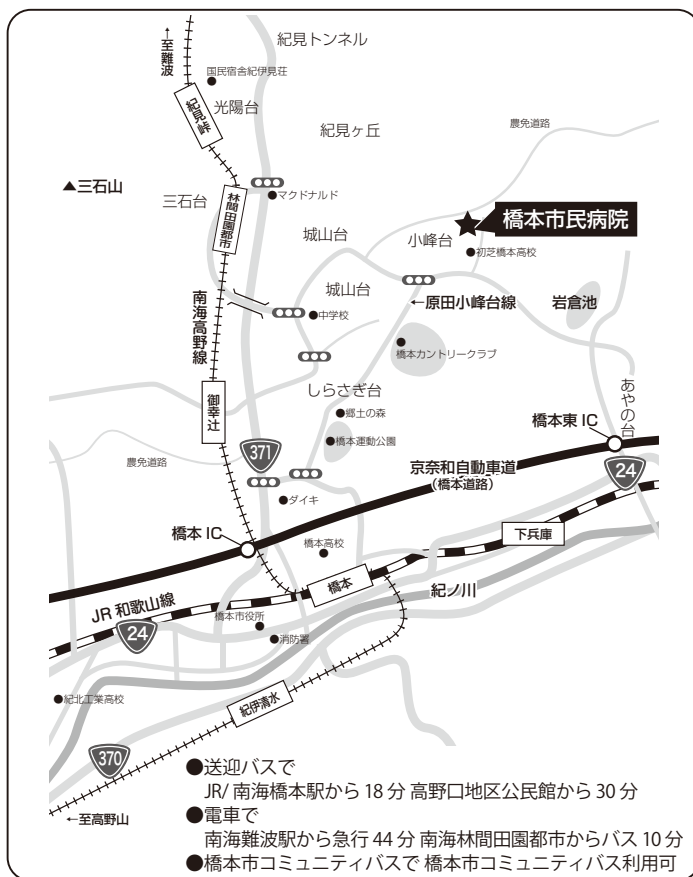 紀見トンネル
←至難波
国民宿舎紀伊見荘
光陽台
紀見峠
紀見ヶ丘
農免道路
▲三石山
三石台
林間田園都市
マクドナルド
橋本市民病院
城山台
小峰台
初芝橋本高校
城山台
←原田小峰台線
岩倉池
中学校
南海高野線
橋本カントリークラブ
しらさぎ台
御幸辻
郷土の森
あやの台
橋本東 IC
371
橋本運動公園
農免道路
京奈和自動車道
(橋本道路)
24
ダイキ
橋本 IC
橋本高校
下兵庫
橋本
紀ノ川
JR 和歌山線
橋本市役所
24
消防署
紀北工業高校
紀伊清水
370
←至高野山
●送迎バスで
JR/ 南海橋本駅から 18 分 高野口地区公民館から 30 分
●電車で
南海難波駅から急行 44 分 南海林間田園都市からバス 10 分
●橋本市コミュニティバスで 橋本市コミュニティバス利用可